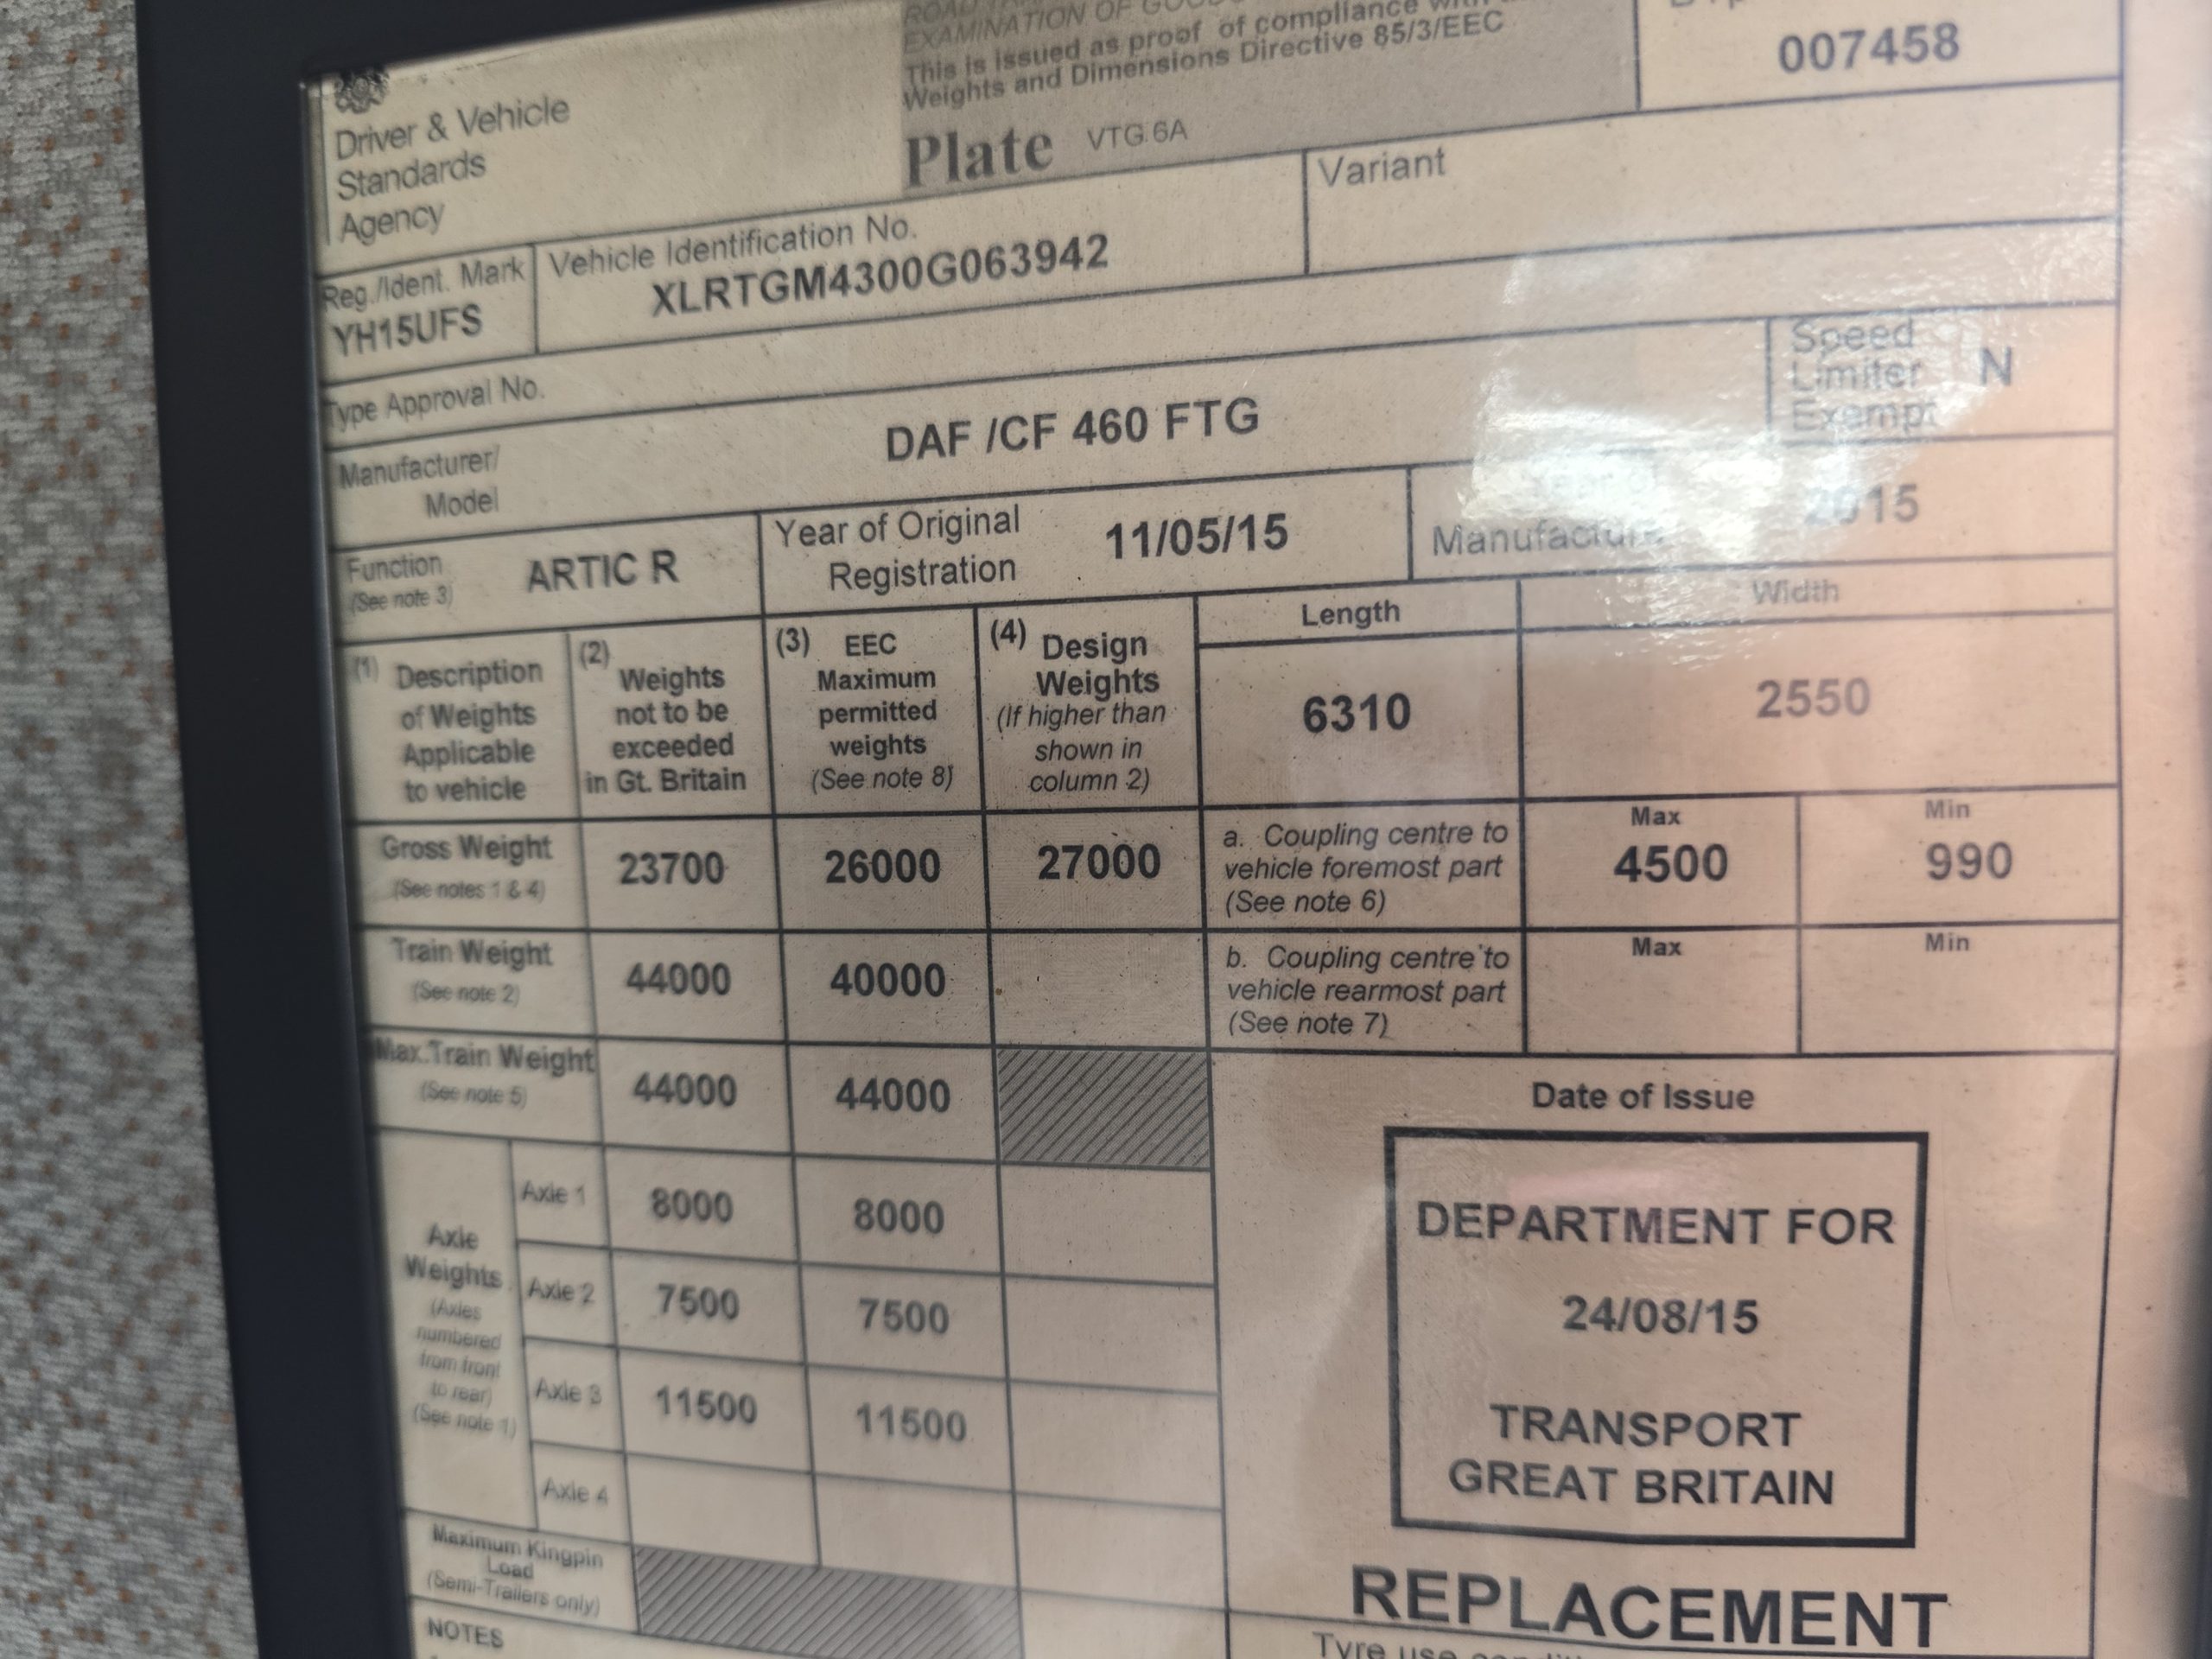 EXAMINATION OF
This is issued as proof of compliance with
Weights and Dimensions Directive 85/3/EEC
Plate VTG 6A
007458
Driver & Vehicle
Standards
Agency
Reg./Ident. Mark
YH15UFS
Vehicle Identification No.
XLRTGM4300G063942
Variant
Type Approval No.
Speed
Limiter
Exempt
N
Manufacturer/
Model
DAF /CF 460 FTG
Function
(See note 3)
ARTIC R
Year of Original
Registration
11/05/15
Manufacture
2015
(1) Description
of Weights
Applicable
to vehicle
(2)
Weights
not to be
exceeded
in Gt. Britain
(3) EEC
Maximum
permitted
weights
(See note 8)
(4) Design
Weights
(If higher than
shown in
column 2)
Length
6310
Width
2550
Gross Weight
(See notes 1 & 4)
23700
26000
27000
a. Coupling centre to
vehicle foremost part
(See note 6)
Max
4500
Min
990
Train Weight
(See note 2)
44000
40000
b. Coupling centre to
vehicle rearmost part
(See note 7)
Max
Min
Max.Train Weight
(See note 5)
44000
44000
Axle
Weights
(Axles
numbered
from front
to rear)
(See note 1)
Axle 1
8000
8000
Axle 2
7500
7500
Axle 3
11500
11500
Axle 4
Maximum Kingpin
Load
(Semi-Trailers only)
Date of Issue
DEPARTMENT FOR
24/08/15
TRANSPORT
GREAT BRITAIN
REPLACEMENT
NOTES
Tyre use